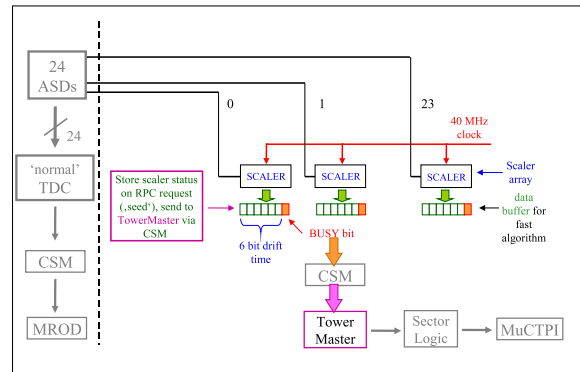 24
ASDs
24
'normal'
TDC
CSM
MROD
0
1
23
40 MHz
clock
SCALER
SCALER
SCALER
Scaler
array
Store scaler status
on RPC request
(‚seed‘), send to
TowerMaster via
CSM
BUSY bit
6 bit drift
time
data
buffer for
fast
algorithm
CSM
Tower
Master
Sector
Logic
MuCTPI